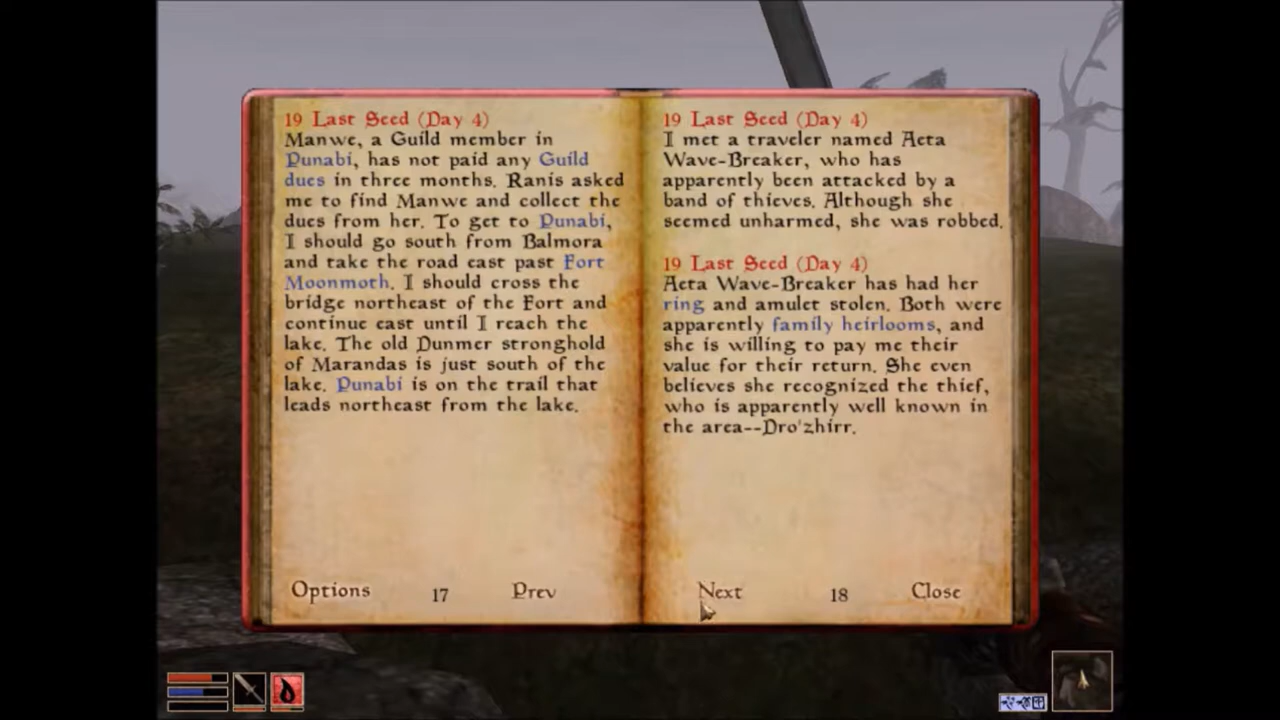 19 Last Seed (Day 4)
Manwe, a Guild member in
Punabi, has not paid any Guild
dues in three months. Ranis asked
me to find Manwe and collect the
dues from her. To get to Punabi,
I should go south from Balmora
and take the road east past Fort
Moonmoth. I should cross the
bridge northeast of the Fort and
continue east until I reach the
lake. The old Dunmer stronghold
of Marandas is just south of the
lake. Punabi is on the trail that
leads northeast from the lake.
Options
17
Prev
19 Last Seed (Day 4)
I met a traveler named Aeta
Wave-Breaker, who has
apparently been attacked by a
band of thieves. Although she
seemed unharmed, she was robbed.
19 Last Seed (Day 4)
Aeta Wave-Breaker has had her
ring and amulet stolen. Both were
apparently family heirlooms, and
she is willing to pay me their
value for their return. She even
believes she recognized the thief,
who is apparently well known in
the area--Dro'zhirr.
Next
18
Close